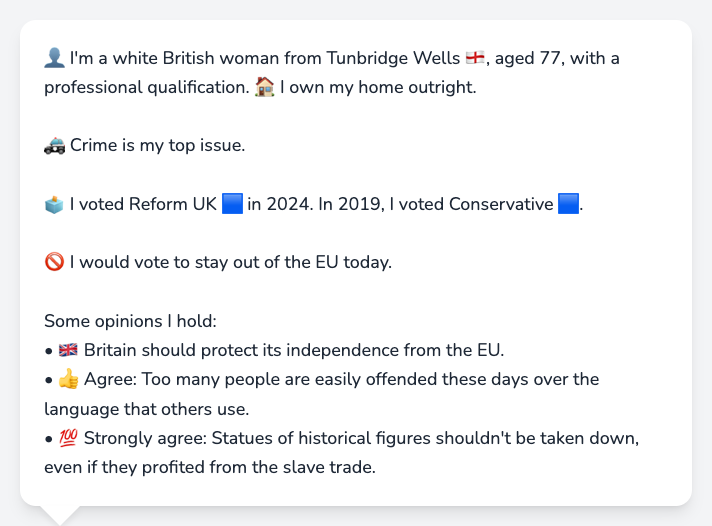 👤 I'm a white British woman from Tunbridge Wells 🏴󠁧󠁢󠁥󠁮󠁧󠁿, aged 77, with a
professional qualification. 🏠 I own my home outright.
🚓 Crime is my top issue.
🗳️ I voted Reform UK 🟦 in 2024. In 2019, I voted Conservative 🟦.
🚫 I would vote to stay out of the EU today.
Some opinions I hold:
• 🇬🇧 Britain should protect its independence from the EU.
• 👍 Agree: Too many people are easily offended these days over the
language that others use.
• 💯 Strongly agree: Statues of historical figures shouldn't be taken down,
even if they profited from the slave trade.